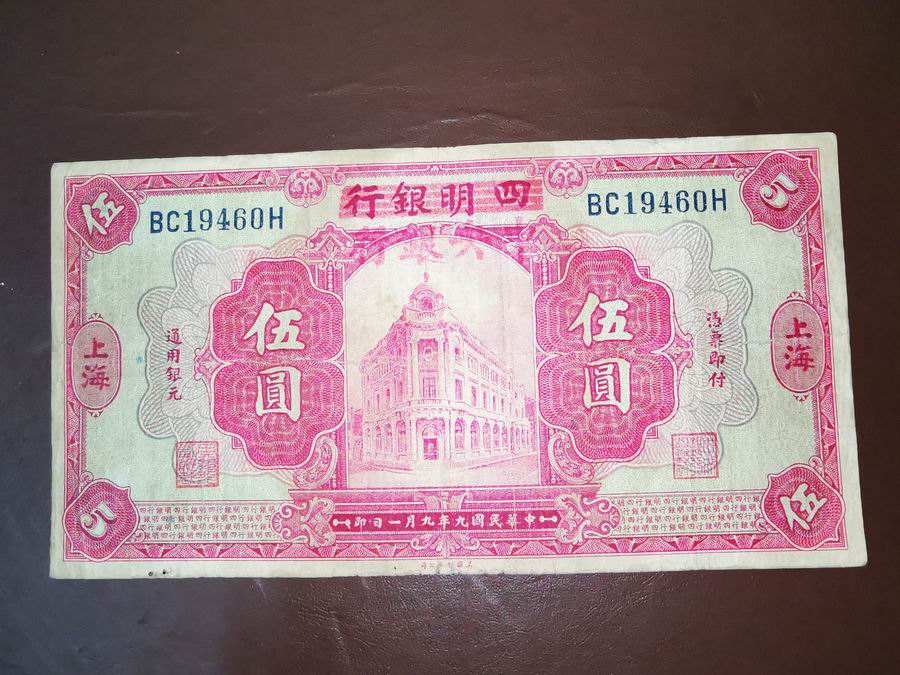 四明銀行
BC19460H
BC19460H
伍
5
上海
上海
伍圓
伍圓
憑票即付
通用銀元
5
伍
中華民國九年九月一日印